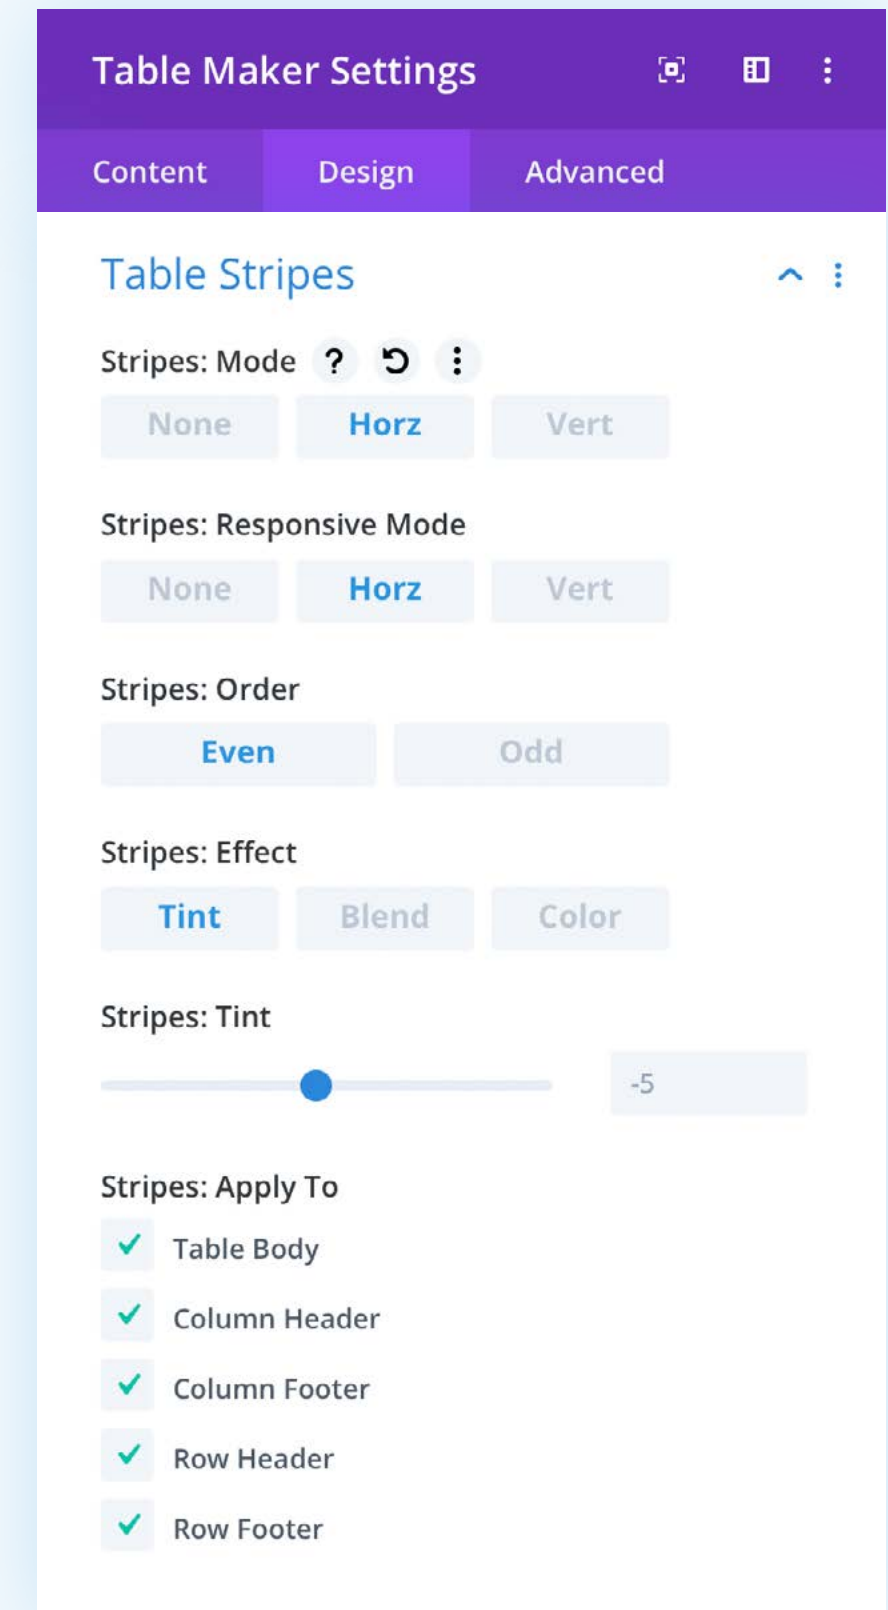 Table Maker Settings
Content Design Advanced
Table Stripes
Stripes: Mode ?
None Horz Vert
Stripes: Responsive Mode
None Horz Vert
Stripes: Order
Even Odd
Stripes: Effect
Tint Blend Color
Stripes: Tint
-5
Stripes: Apply To
Table Body
Column Header
Column Footer
Row Header
Row Footer